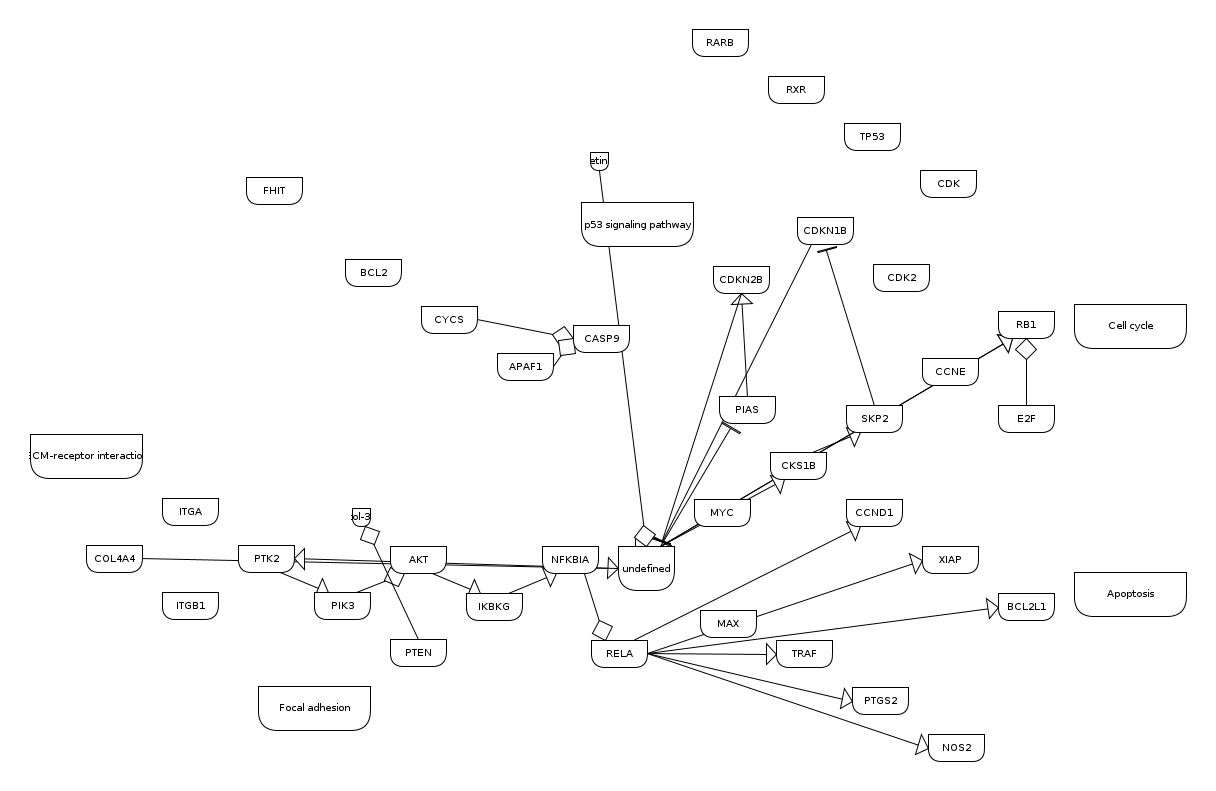 RARB
RXR
TP53
etin
CDK
FHIT
p53 signaling pathway
CDKN1B
BCL2
CDKN2B
CDK2
CYCS
RB1
Cell cycle
CASP9
APAF1
CCNE
PIAS
SKP2
E2F
ECM-receptor interactio
CKS1B
ITGA
ol-3
MYC
CCND1
COL4A4
PTK2
AKT
NFKBIA
undefined
XIAP
ITGB1
PIK3
IKBKG
BCL2L1
Apoptosis
MAX
PTEN
RELA
TRAF
PTGS2
Focal adhesion
NOS2